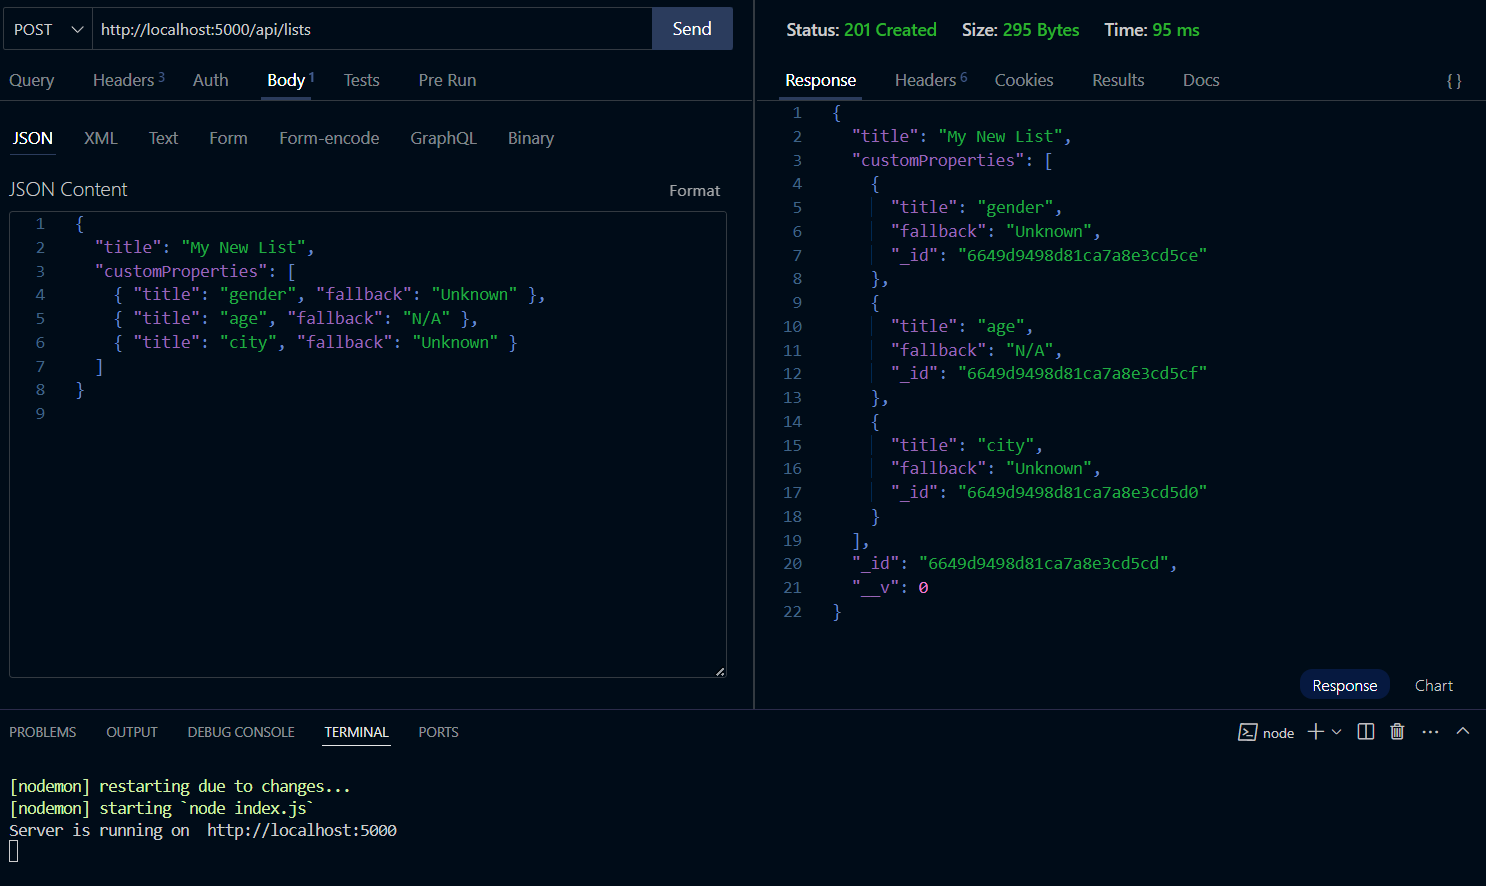 POST http://localhost:5000/api/lists Send
Query Headers 3 Auth Body 1 Tests Pre Run
JSON XML Text Form Form-encode GraphQL Binary
JSON Content Format
1 {
2 "title": "My New List",
3 "customProperties": [
4 { "title": "gender", "fallback": "Unknown" },
5 { "title": "age", "fallback": "N/A" },
6 { "title": "city", "fallback": "Unknown" }
7 ]
8 }
9
Status: 201 Created Size: 295 Bytes Time: 95 ms
Response Headers 6 Cookies Results Docs {}
1 {
2 "title": "My New List",
3 "customProperties": [
4 {
5 "title": "gender",
6 "fallback": "Unknown",
7 "_id": "6649d9498d81ca7a8e3cd5ce"
8 },
9 {
10 "title": "age",
11 "fallback": "N/A",
12 "_id": "6649d9498d81ca7a8e3cd5cf"
13 },
14 {
15 "title": "city",
16 "fallback": "Unknown",
17 "_id": "6649d9498d81ca7a8e3cd5d0"
18 }
19 ],
20 "_id": "6649d9498d81ca7a8e3cd5cd",
21 "__v": 0
22 }
Response Chart
PROBLEMS OUTPUT DEBUG CONSOLE TERMINAL PORTS node
[nodemon] restarting due to changes...
[nodemon] starting `node index.js`
Server is running on  http://localhost:5000